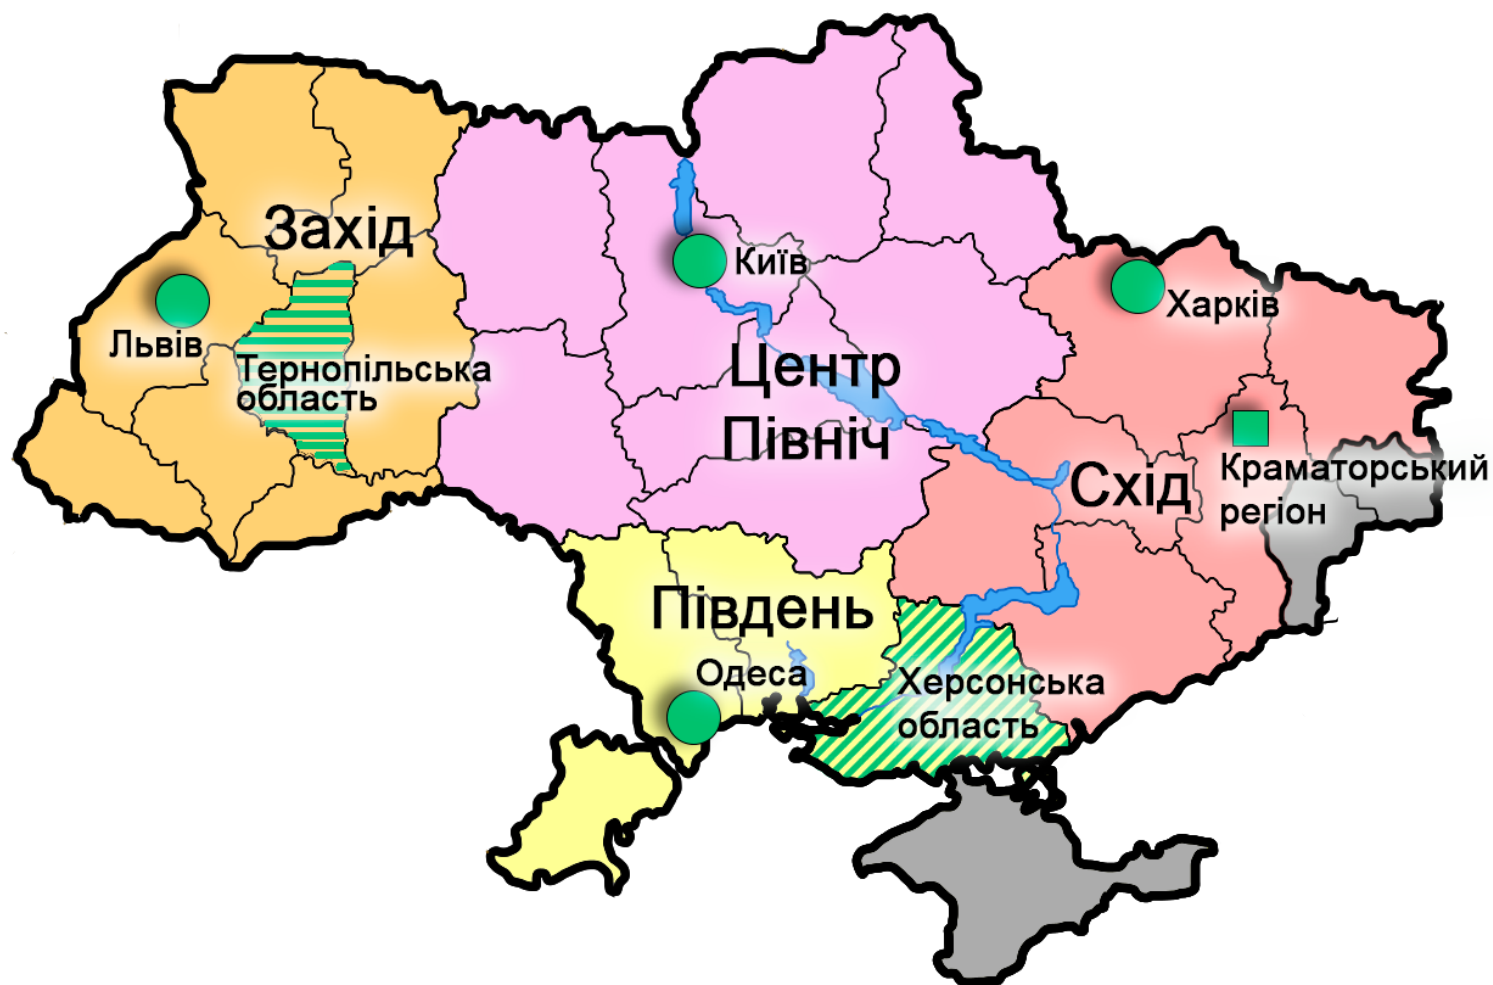 Захід
Київ
Харків
Львів
Тернопільська
область
Центр
Північ
Схід
Краматорський
регіон
Південь
Одеса
Херсонська
область